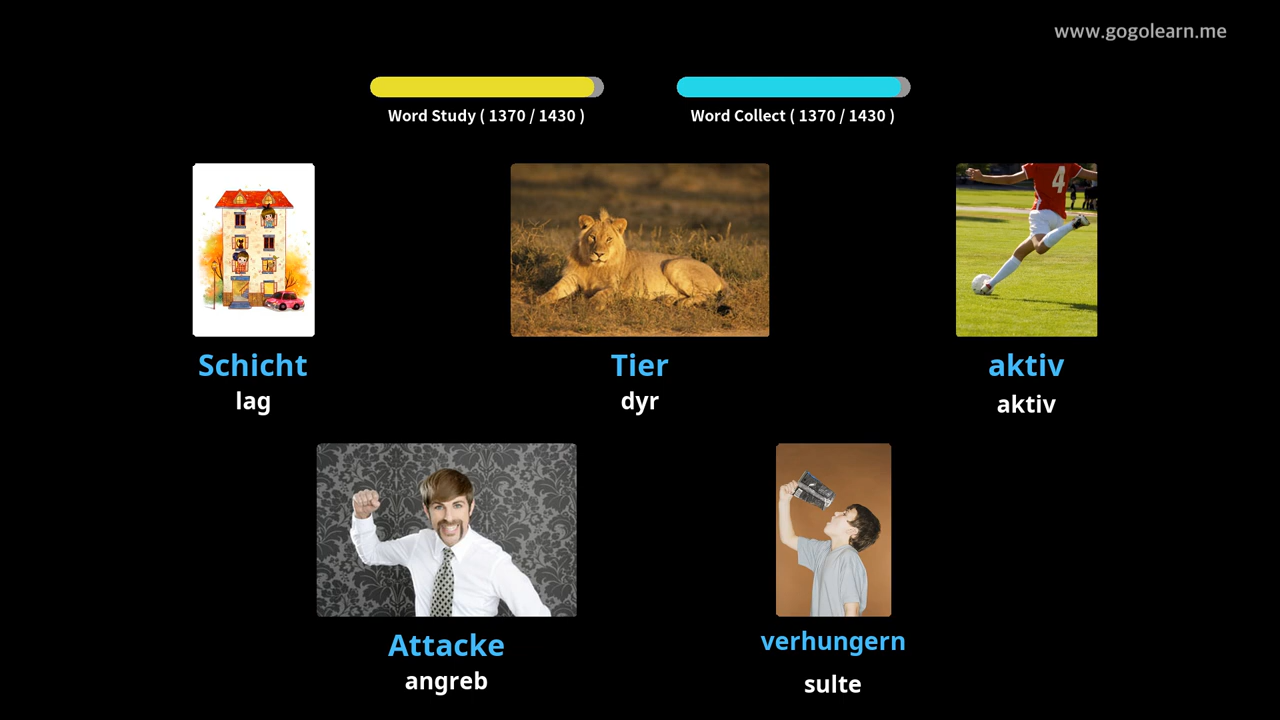 www.gogolearn.me
Word Study ( 1370 / 1430 )
Word Collect ( 1370 / 1430 )
4
Schicht
lag
Tier
dyr
aktiv
aktiv
Attacke
angreb
verhungern
sulte